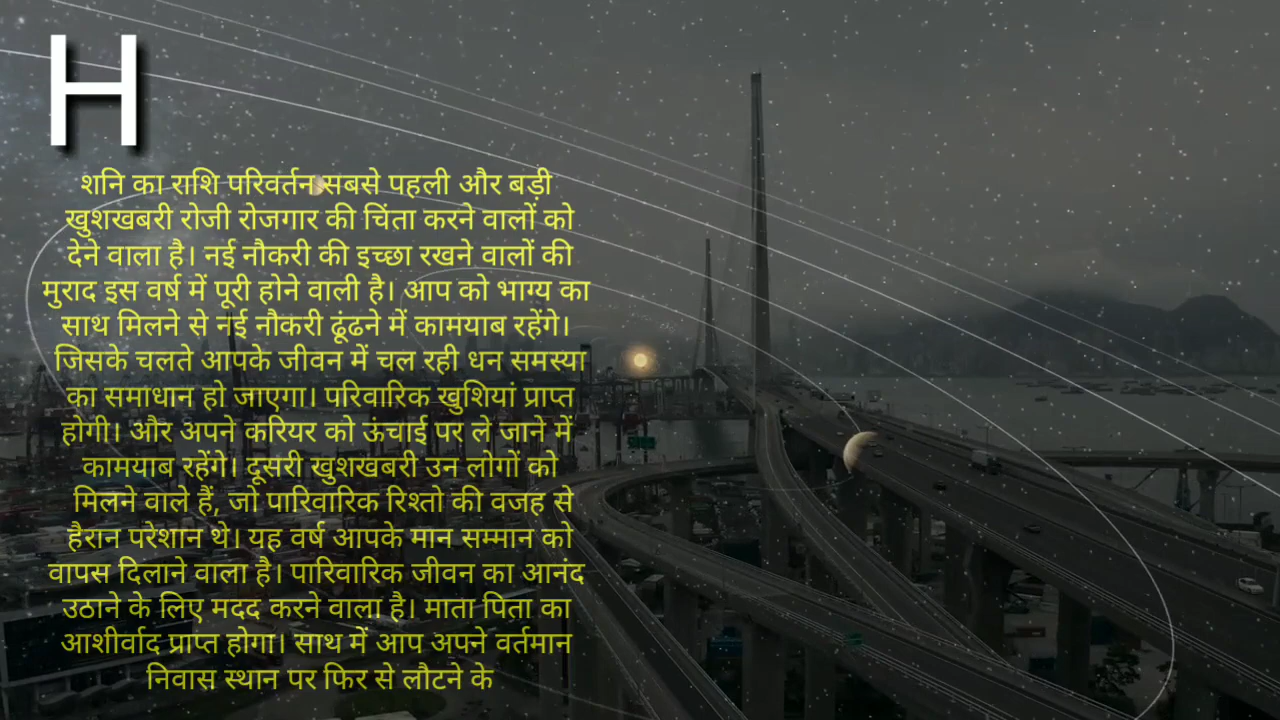 H
शनि का राशि परिवर्तन सबसे पहली और बड़ी
खुशखबरी रोजी रोजगार की चिंता करने वालों को
देने वाला है। नई नौकरी की इच्छा रखने वालों की
मुराद इस वर्ष में पूरी होने वाली है। आप को भाग्य का
साथ मिलने से नई नौकरी ढूंढने में कामयाब रहेंगे।
जिसके चलते आपके जीवन में चल रही धन समस्या
का समाधान हो जाएगा। परिवारिक खुशियां प्राप्त
होगी। और अपने करियर को ऊंचाई पर ले जाने में
कामयाब रहेंगे। दूसरी खुशखबरी उन लोगों को
मिलने वाले हैं, जो पारिवारिक रिश्तो की वजह से
हैरान परेशान थे। यह वर्ष आपके मान सम्मान को
वापस दिलाने वाला है। पारिवारिक जीवन का आनंद
उठाने के लिए मदद करने वाला है। माता पिता का
आशीर्वाद प्राप्त होगा। साथ में आप अपने वर्तमान
निवास स्थान पर फिर से लौटने के